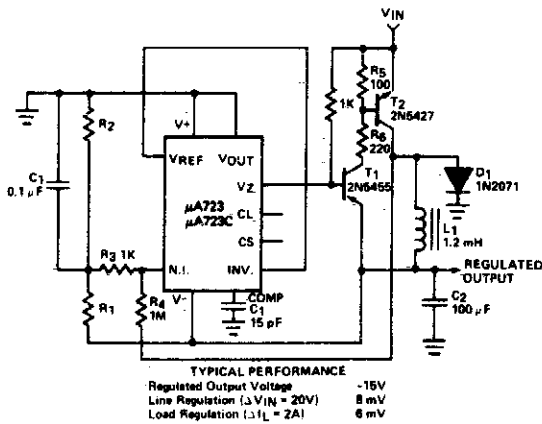 VIN
R5
100
T2
2N5427
1K
R2
V+
R6
220
VREF
VOUT
T1
2N5455
D1
1N2071
C1
0.1 µF
VZ
µA723
µA723C
CL
CS
L1
1.2 mH
R3 1K
N.I.
INV.
REGULATED
OUTPUT
R1
R4
1M
V-
COMP
C1
15 pF
C2
100 µF
TYPICAL PERFORMANCE
Regulated Output Voltage -15V
Line Regulation (ΔVIN = 20V) 8 mV
Load Regulation (ΔIL = 2A) 6 mV